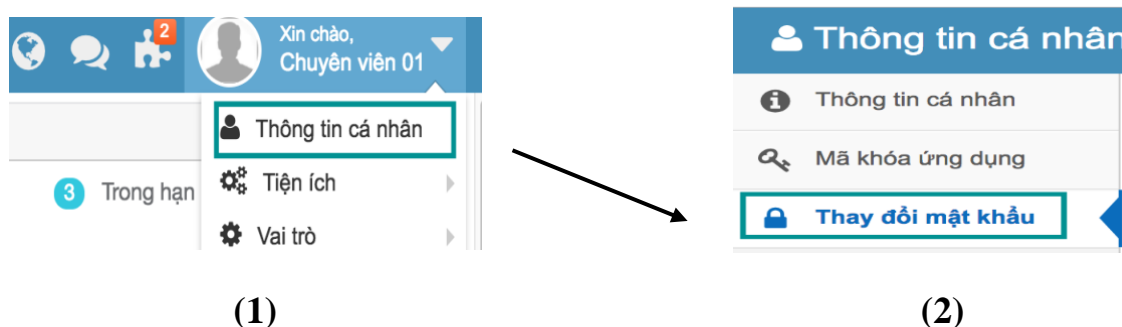 2
Xin chào,
Chuyên viên 01
Thông tin cá nhân
3 Trong hạn
Tiện ích
Vai trò
(1)
Thông tin cá nhân
Thông tin cá nhân
Mã khóa ứng dụng
Thay đổi mật khẩu
(2)